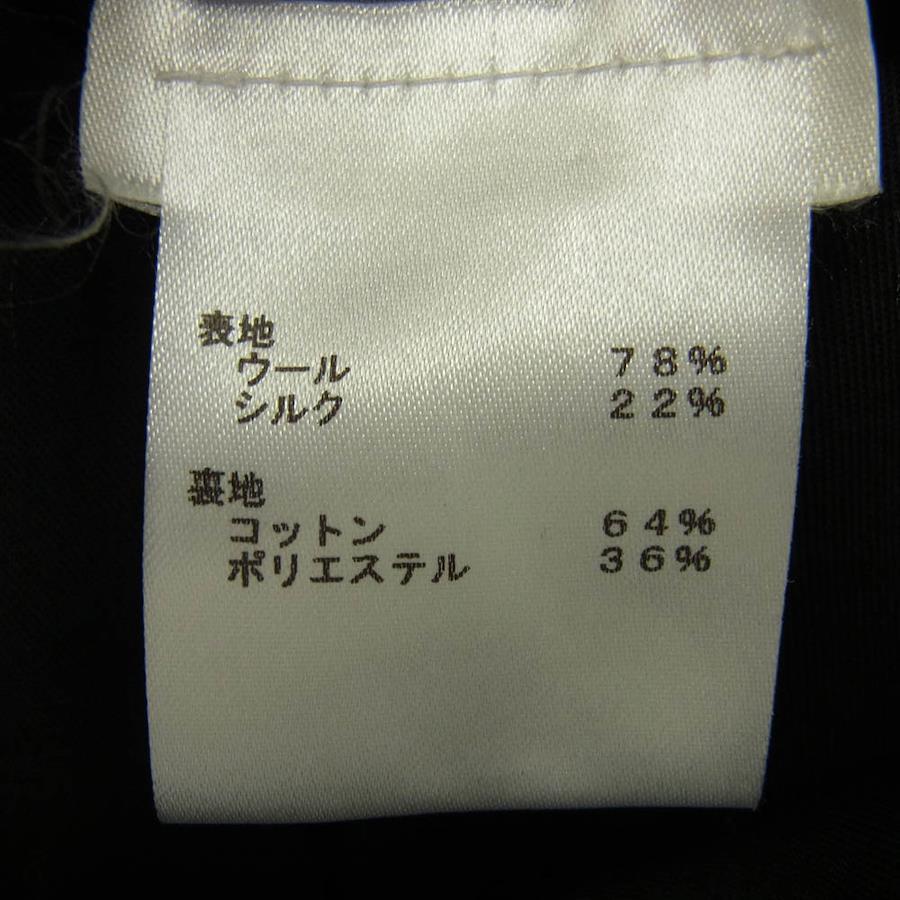 表地
ウール 78%
シルク 22%
裏地
コットン 64%
ポリエステル 36%